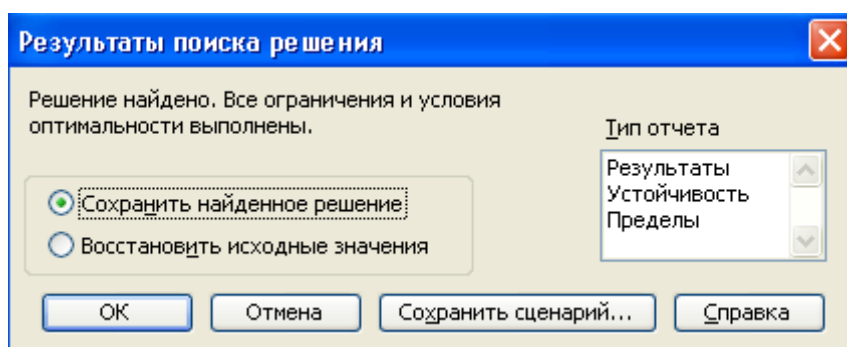 Результаты поиска решения
Решение найдено. Все ограничения и условия
оптимальности выполнены.
Тип отчета
Результаты
Устойчивость
Пределы
Сохранить найденное решение
Восстановить исходные значения
ОК
Отмена
Сохранить сценарий...
Справка